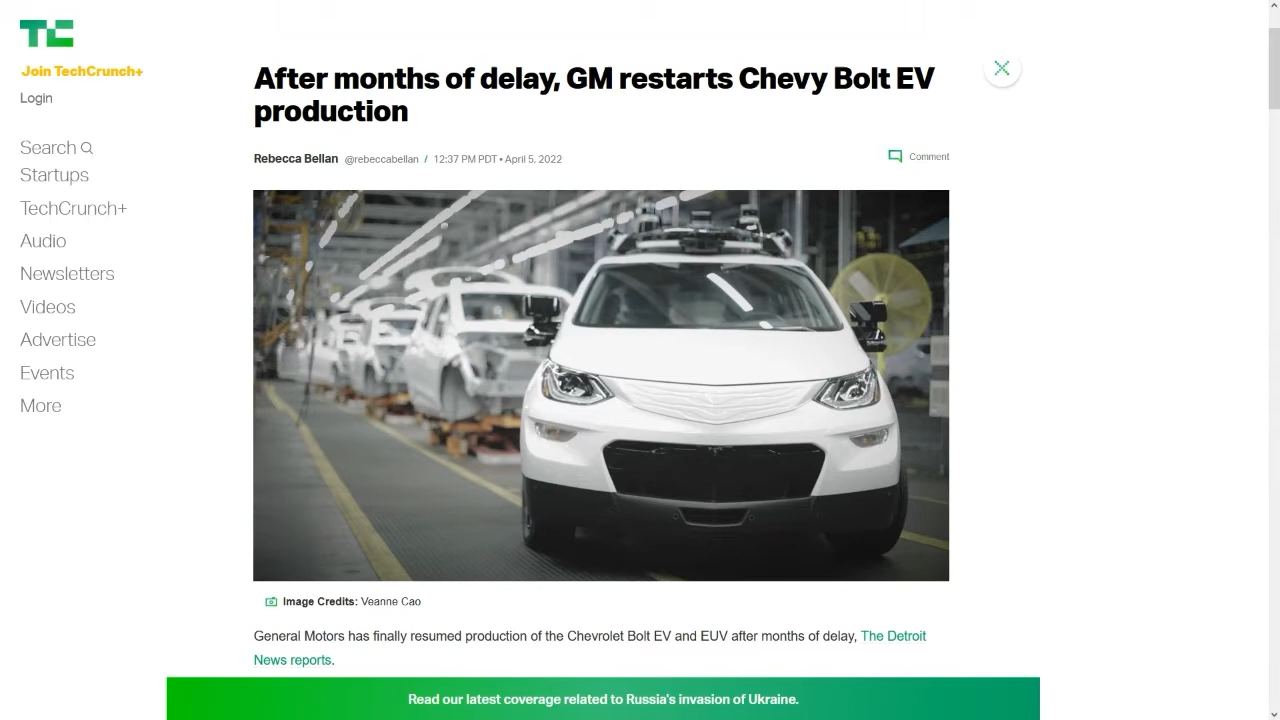 TC
Join TechCrunch+
Login
Search
Startups
TechCrunch+
Audio
Newsletters
Videos
Advertise
Events
More
After months of delay, GM restarts Chevy Bolt EV
production
Rebecca Bellan @rebeccabellan / 12:37 PM PDT • April 5, 2022
Comment
Image Credits: Veanne Cao
General Motors has finally resumed production of the Chevrolet Bolt EV and EUV after months of delay, The Detroit
News reports.
Read our latest coverage related to Russia's invasion of Ukraine.